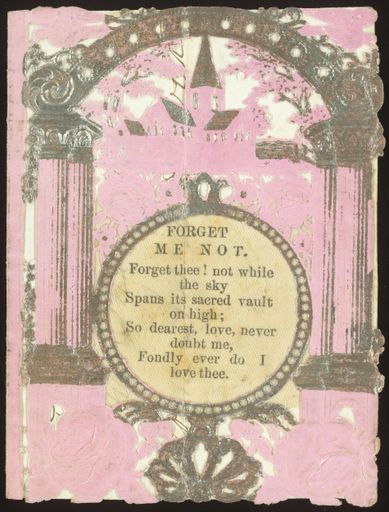 FORGET
ME NOT.
Forget thee! not while
the sky
Spans its sacred vault
on high;
So dearest, love, never
doubt me,
Fondly ever do I
love thee.